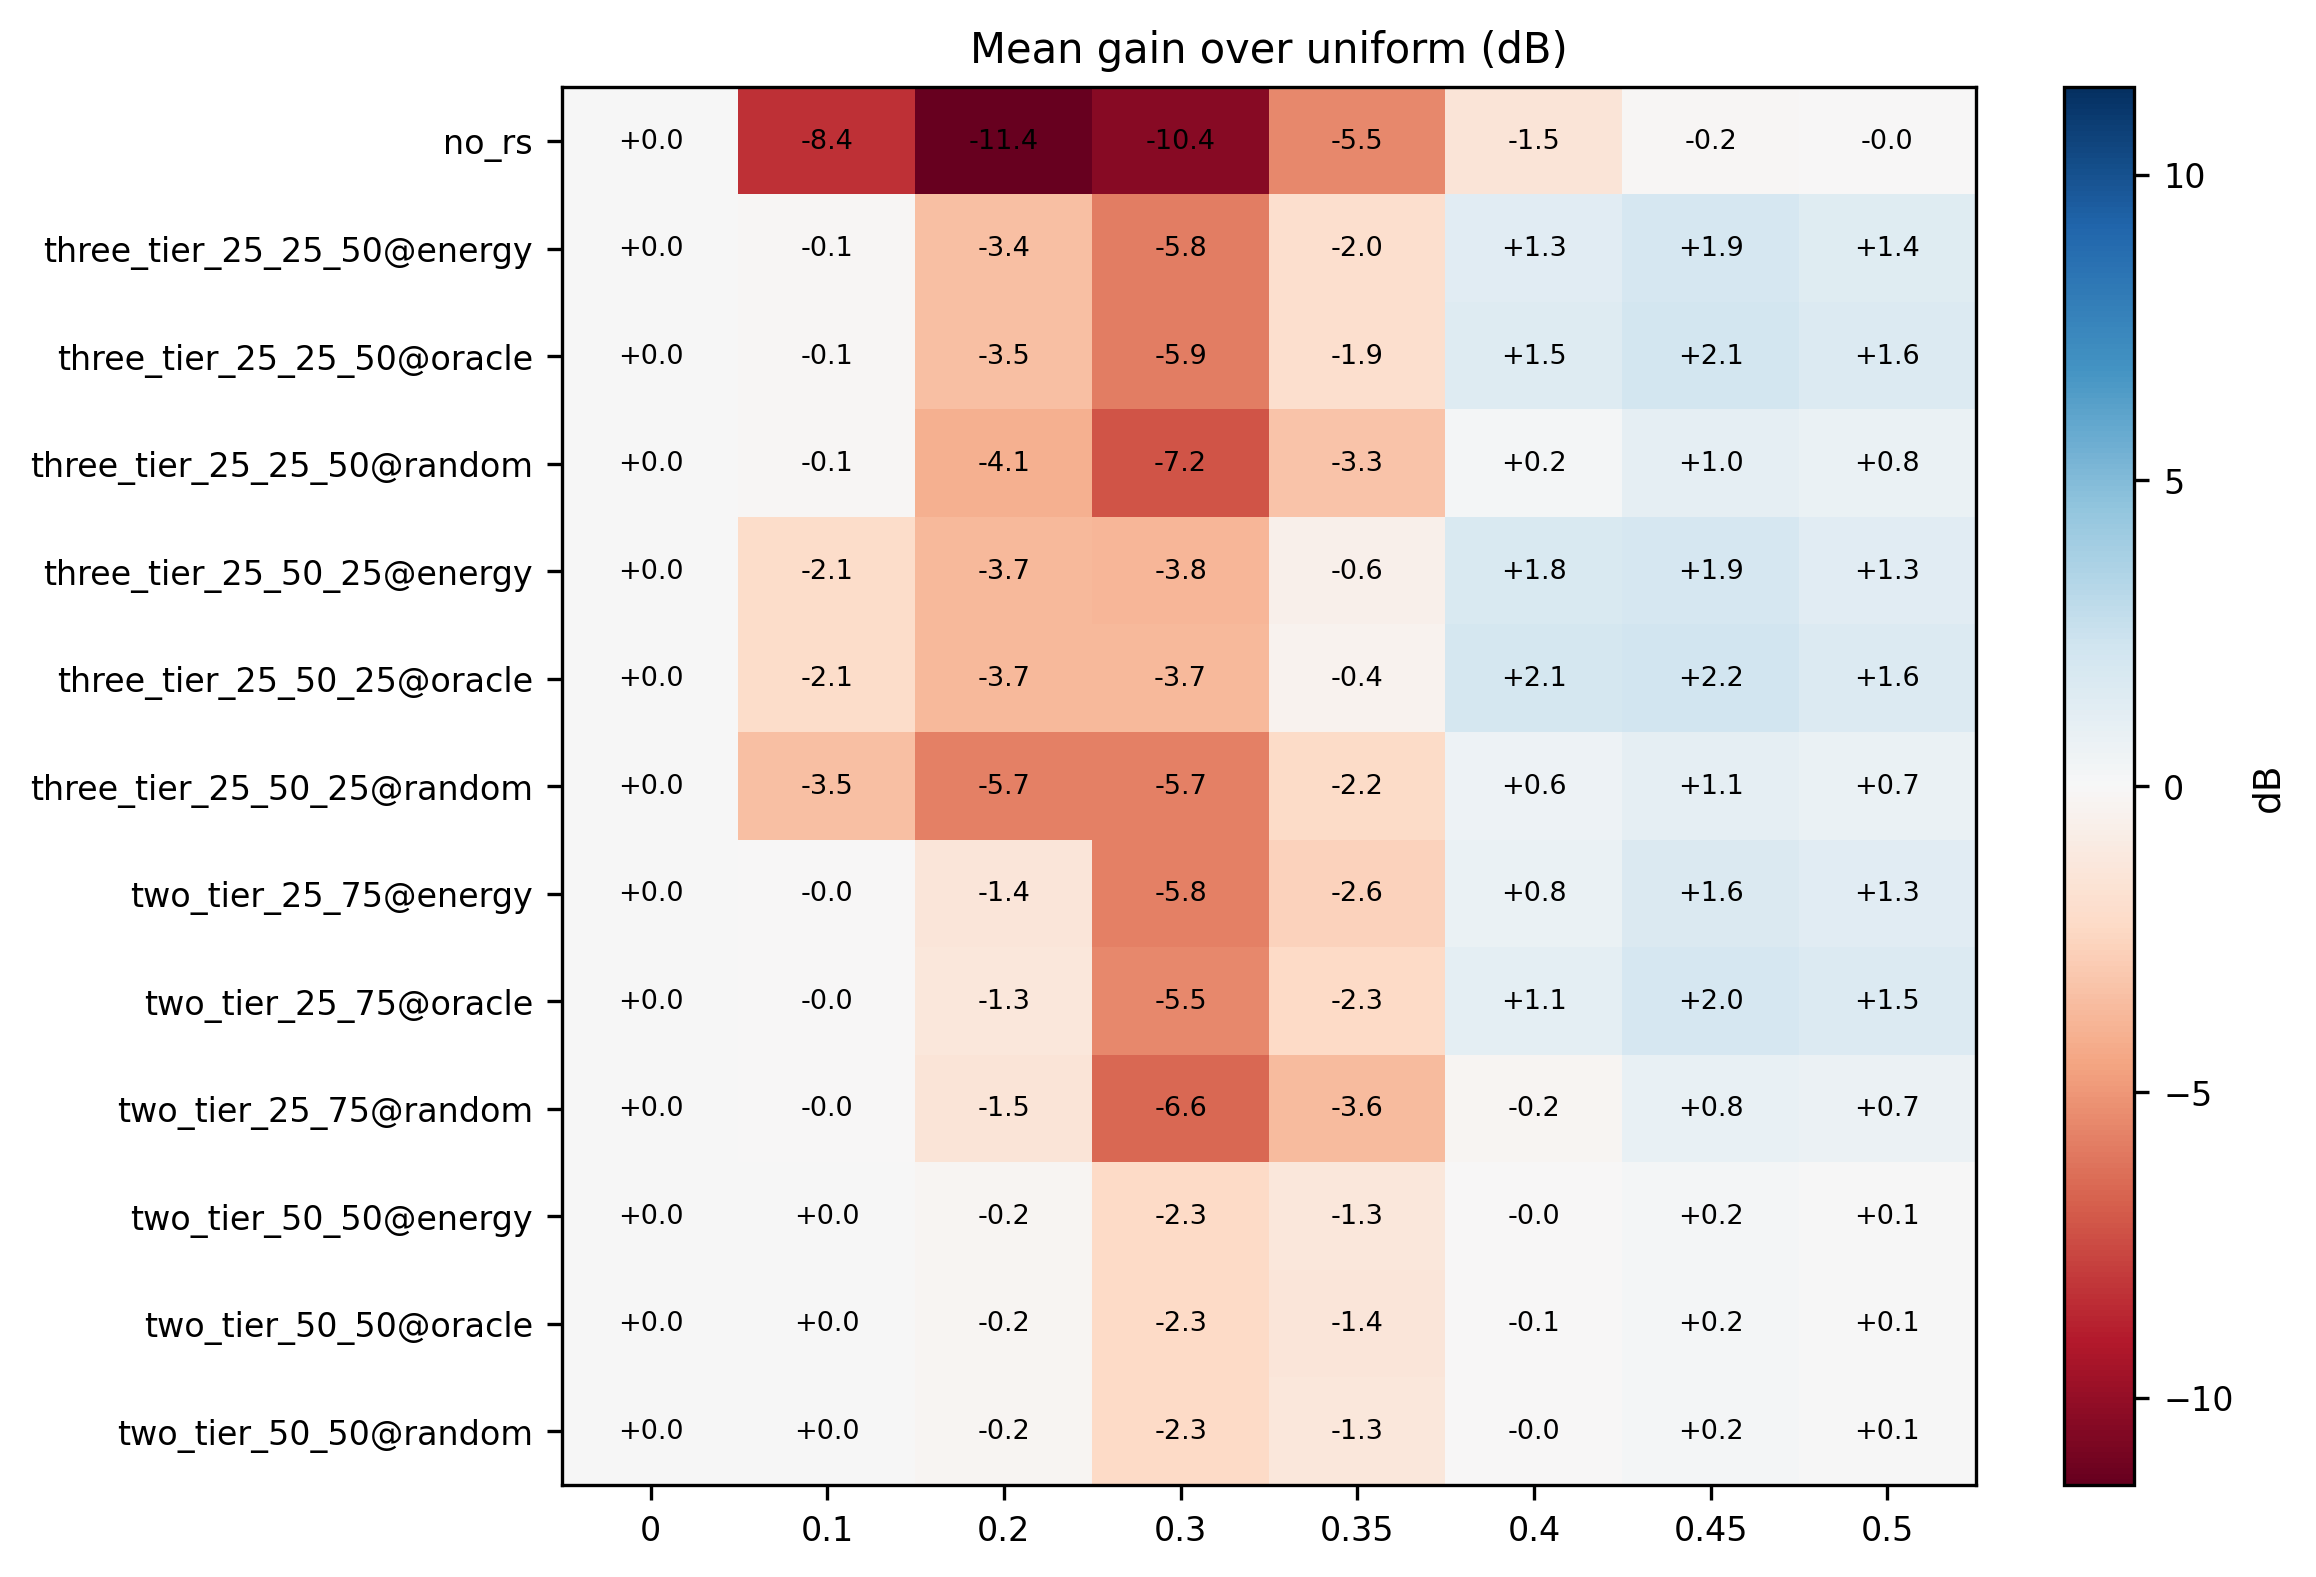 Mean gain over uniform (dB)
no_rs +0.0 -8.4 -11.4 -10.4 -5.5 -1.5 -0.2 -0.0
three_tier_25_25_50@energy +0.0 -0.1 -3.4 -5.8 -2.0 +1.3 +1.9 +1.4
three_tier_25_25_50@oracle +0.0 -0.1 -3.5 -5.9 -1.9 +1.5 +2.1 +1.6
three_tier_25_25_50@random +0.0 -0.1 -4.1 -7.2 -3.3 +0.2 +1.0 +0.8
three_tier_25_50_25@energy +0.0 -2.1 -3.7 -3.8 -0.6 +1.8 +1.9 +1.3
three_tier_25_50_25@oracle +0.0 -2.1 -3.7 -3.7 -0.4 +2.1 +2.2 +1.6
three_tier_25_50_25@random +0.0 -3.5 -5.7 -5.7 -2.2 +0.6 +1.1 +0.7
two_tier_25_75@energy +0.0 -0.0 -1.4 -5.8 -2.6 +0.8 +1.6 +1.3
two_tier_25_75@oracle +0.0 -0.0 -1.3 -5.5 -2.3 +1.1 +2.0 +1.5
two_tier_25_75@random +0.0 -0.0 -1.5 -6.6 -3.6 -0.2 +0.8 +0.7
two_tier_50_50@energy +0.0 +0.0 -0.2 -2.3 -1.3 -0.0 +0.2 +0.1
two_tier_50_50@oracle +0.0 +0.0 -0.2 -2.3 -1.4 -0.1 +0.2 +0.1
two_tier_50_50@random +0.0 +0.0 -0.2 -2.3 -1.3 -0.0 +0.2 +0.1
0 0.1 0.2 0.3 0.35 0.4 0.45 0.5
10
5
0
−5
−10
dB